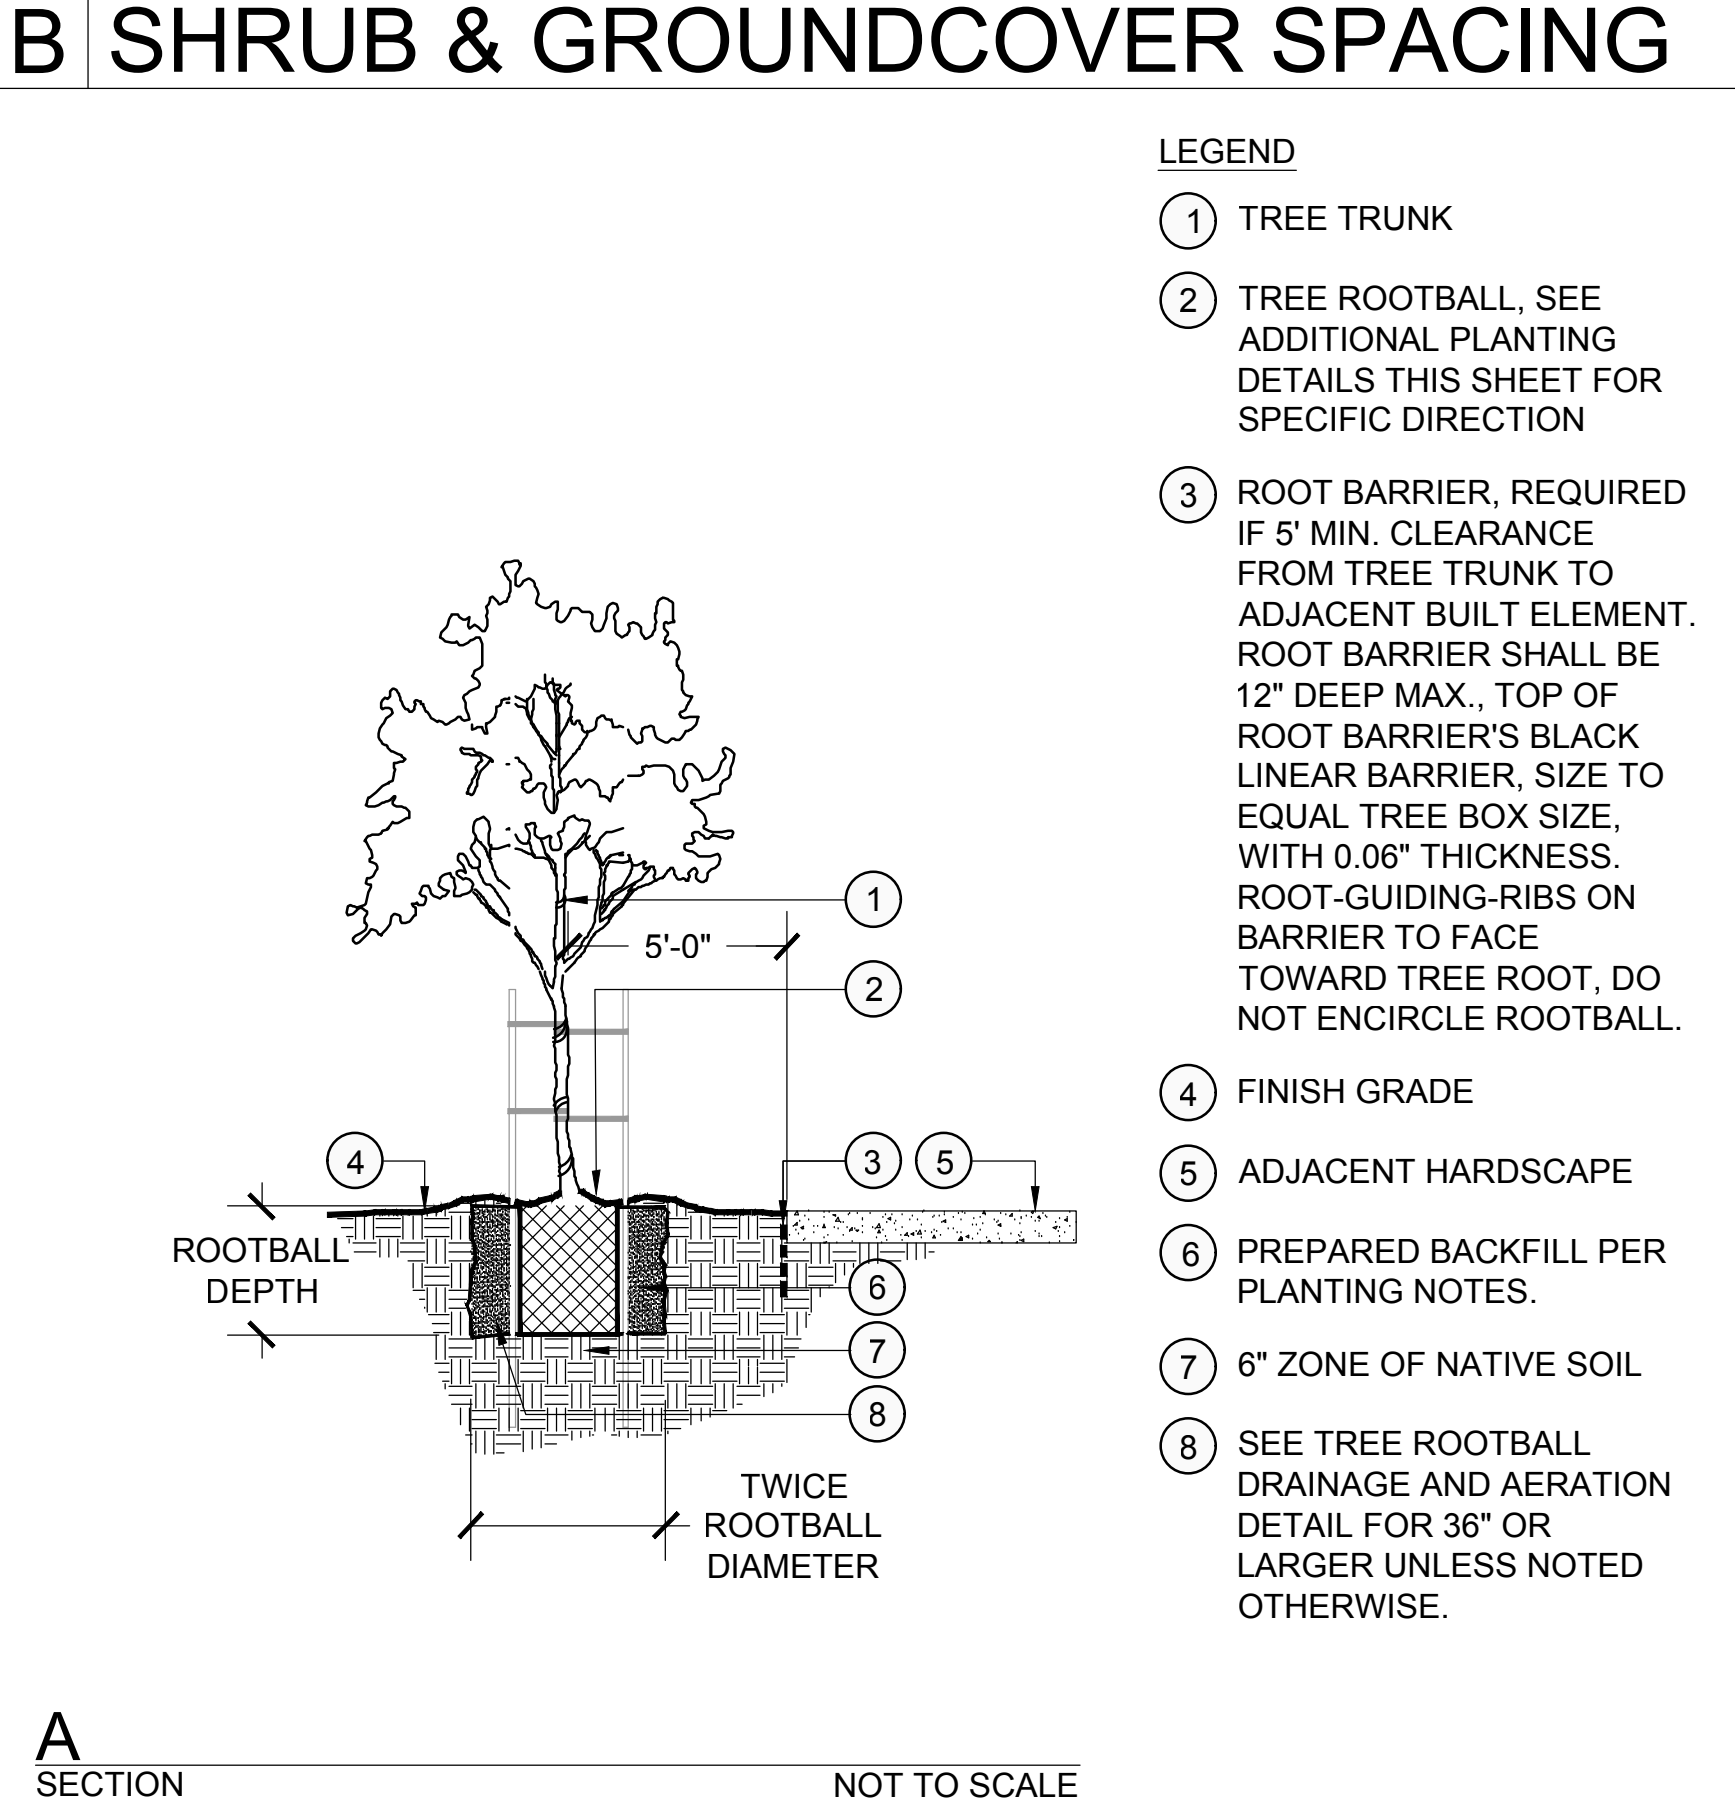 B SHRUB & GROUNDCOVER SPACING
LEGEND
1 TREE TRUNK
2 TREE ROOTBALL, SEE
ADDITIONAL PLANTING
DETAILS THIS SHEET FOR
SPECIFIC DIRECTION
3 ROOT BARRIER, REQUIRED
IF 5' MIN. CLEARANCE
FROM TREE TRUNK TO
ADJACENT BUILT ELEMENT.
ROOT BARRIER SHALL BE
12" DEEP MAX., TOP OF
ROOT BARRIER'S BLACK
LINEAR BARRIER, SIZE TO
EQUAL TREE BOX SIZE,
WITH 0.06" THICKNESS.
ROOT-GUIDING-RIBS ON
BARRIER TO FACE
TOWARD TREE ROOT, DO
NOT ENCIRCLE ROOTBALL.
4 FINISH GRADE
5 ADJACENT HARDSCAPE
6 PREPARED BACKFILL PER
PLANTING NOTES.
7 6" ZONE OF NATIVE SOIL
8 SEE TREE ROOTBALL
DRAINAGE AND AERATION
DETAIL FOR 36" OR
LARGER UNLESS NOTED
OTHERWISE.
1
5'-0"
2
4
3 5
ROOTBALL
DEPTH
6
7
8
TWICE
ROOTBALL
DIAMETER
A
SECTION NOT TO SCALE